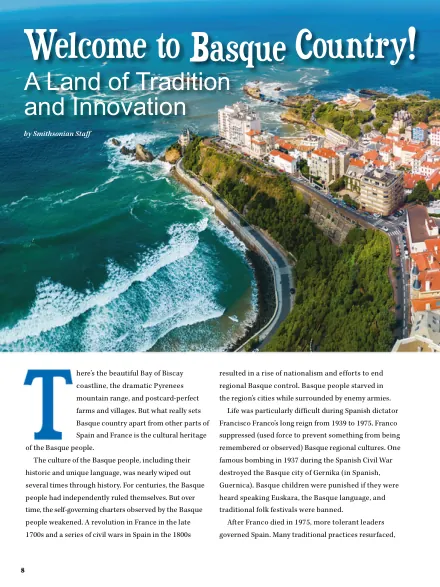 Welcome to Basque Country!
A Land of Tradition
and Innovation
by Smithsonian Staff
There's the beautiful Bay of Biscay
coastline, the dramatic Pyrenees
mountain range, and postcard-perfect
farms and villages. But what really sets
Basque country apart from other parts of
Spain and France is the cultural heritage
of the Basque people.
The culture of the Basque people, including their
historic and unique language, was nearly wiped out
several times through history. For centuries, the Basque
people had independently ruled themselves. But over
time, the self-governing charters observed by the Basque
people weakened. A revolution in France in the late
1700s and a series of civil wars in Spain in the 1800s
resulted in a rise of nationalism and efforts to end
regional Basque control. Basque people starved in
the region's cities while surrounded by enemy armies.
Life was particularly difficult during Spanish dictator
Francisco Franco's long reign from 1939 to 1975. Franco
suppressed (used force to prevent something from being
remembered or observed) Basque regional cultures. One
famous bombing in 1937 during the Spanish Civil War
destroyed the Basque city of Gernika (in Spanish,
Guernica). Basque children were punished if they were
heard speaking Euskara, the Basque language, and
traditional folk festivals were banned.
After Franco died in 1975, more tolerant leaders
governed Spain. Many traditional practices resurfaced,
8